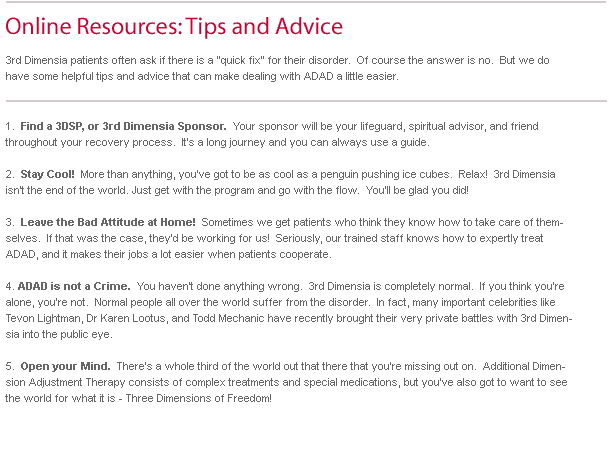 Online Resources: Tips and Advice
3rd Dimensia patients often ask if there is a "quick fix" for their disorder.  Of course the answer is no.  But we do
have some helpful tips and advice that can make dealing with ADAD a little easier.
1.  Find a 3DSP, or 3rd Dimensia Sponsor.  Your sponsor will be your lifeguard, spiritual advisor, and friend
throughout your recovery process.  It's a long journey and you can always use a guide.
2.  Stay Cool!  More than anything, you've got to be as cool as a penguin pushing ice cubes.  Relax!  3rd Dimensia
isn't the end of the world. Just get with the program and go with the flow.  You'll be glad you did!
3.  Leave the Bad Attitude at Home!  Sometimes we get patients who think they know how to take care of them-
selves.  If that was the case, they'd be working for us!  Seriously, our trained staff knows how to expertly treat
ADAD, and it makes their jobs a lot easier when patients cooperate.
4. ADAD is not a Crime.  You haven't done anything wrong.  3rd Dimensia is completely normal.  If you think you're
alone, you're not.  Normal people all over the world suffer from the disorder.  In fact, many important celebrities like
Tevon Lightman, Dr Karen Lootus, and Todd Mechanic have recently brought their very private battles with 3rd Dimen-
sia into the public eye.
5.  Open your Mind.  There's a whole third of the world out that there that you're missing out on.  Additional Dimen-
sion Adjustment Therapy consists of complex treatments and special medications, but you've also got to want to see
the world for what it is - Three Dimensions of Freedom!